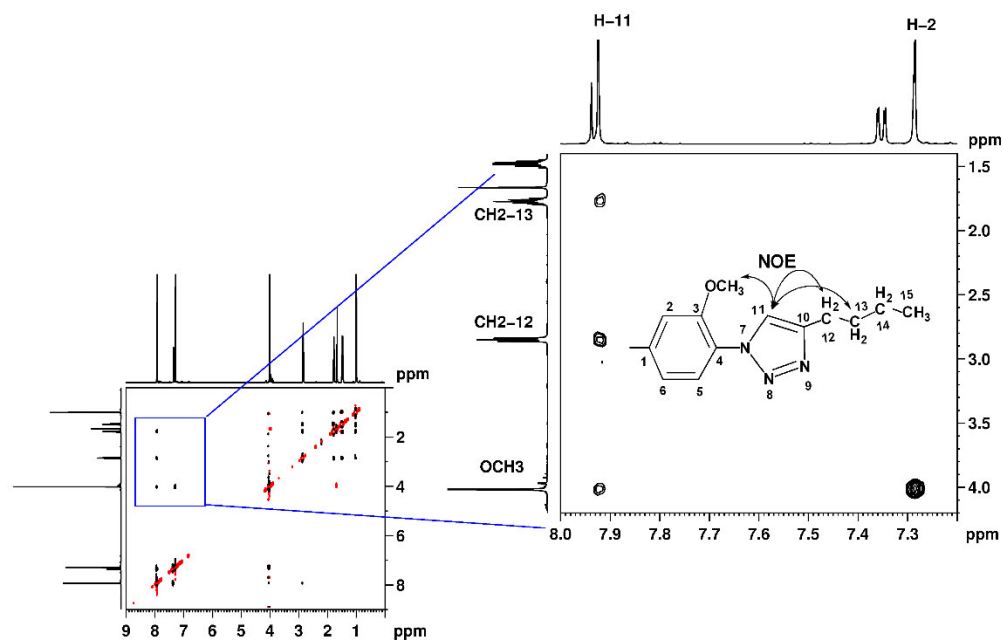 H-11
H-2
ppm
1.5
CH2-13
2.0
NOE
OCH3
H2 13 H2 15
2 3 11 C C CH3
10 14
7 N 12 C
H2
2.5
CH2-12
1 4
N N 9
6 5 8
3.0
3.5
OCH3
4.0
8.0 7.9 7.8 7.7 7.6 7.5 7.4 7.3 ppm
ppm
2
4
6
8
9 8 7 6 5 4 3 2 1 ppm